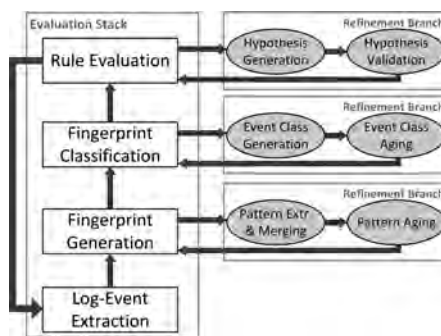 Evaluation Stack
Rule Evaluation
Fingerprint
Classification
Fingerprint
Generation
Log-Event
Extraction
Refinement Branch
Hypothesis
Generation
Hypothesis
Validation
Refinement Branch
Event Class
Generation
Event Class
Aging
Refinement Branch
Pattern Extr
& Merging
Pattern Aging